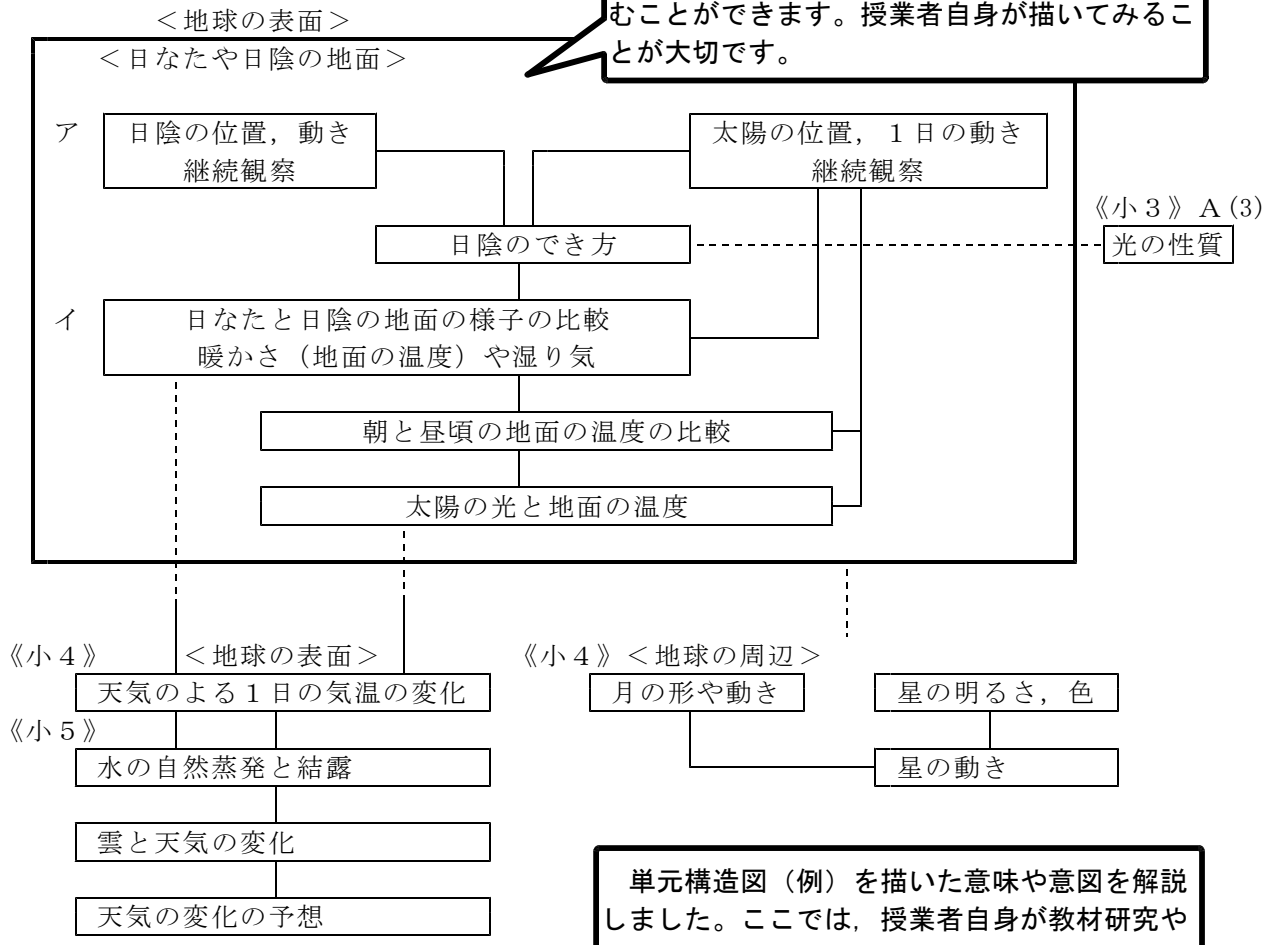 むことができます。授業者自身が描いてみるこ
とが大切です。
＜地球の表面＞
＜日なたや日陰の地面＞
ア
日陰の位置，動き
継続観察
太陽の位置，１日の動き
継続観察
《小３》Ａ(3)
光の性質
日陰のでき方
イ
日なたと日陰の地面の様子の比較
暖かさ（地面の温度）や湿り気
朝と昼頃の地面の温度の比較
太陽の光と地面の温度
《小４》
＜地球の表面＞
天気のよる１日の気温の変化
《小５》
水の自然蒸発と結露
雲と天気の変化
天気の変化の予想
《小４》＜地球の周辺＞
月の形や動き
星の明るさ，色
星の動き
単元構造図（例）を描いた意味や意図を解説
しました。ここでは，授業者自身が教材研究や